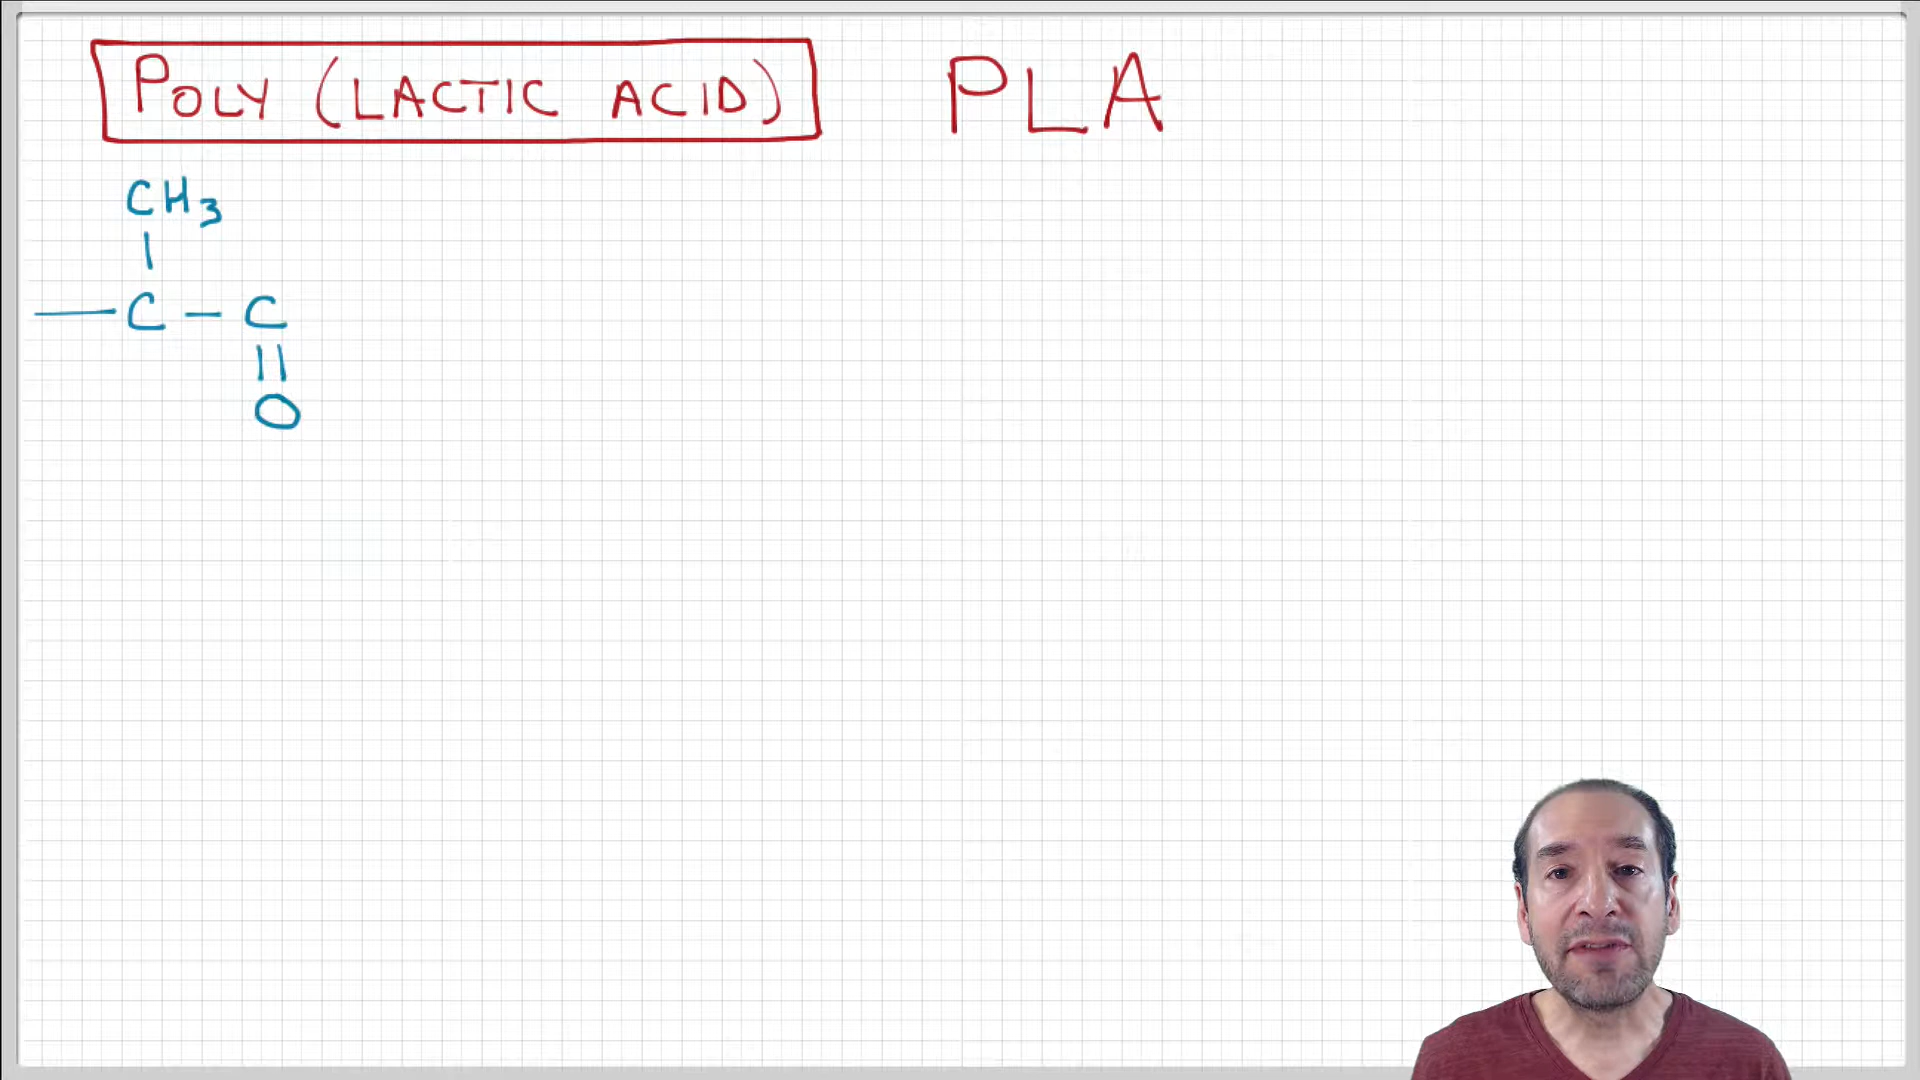 POLY (LACTIC ACID) PLA
CH3
C - C
O